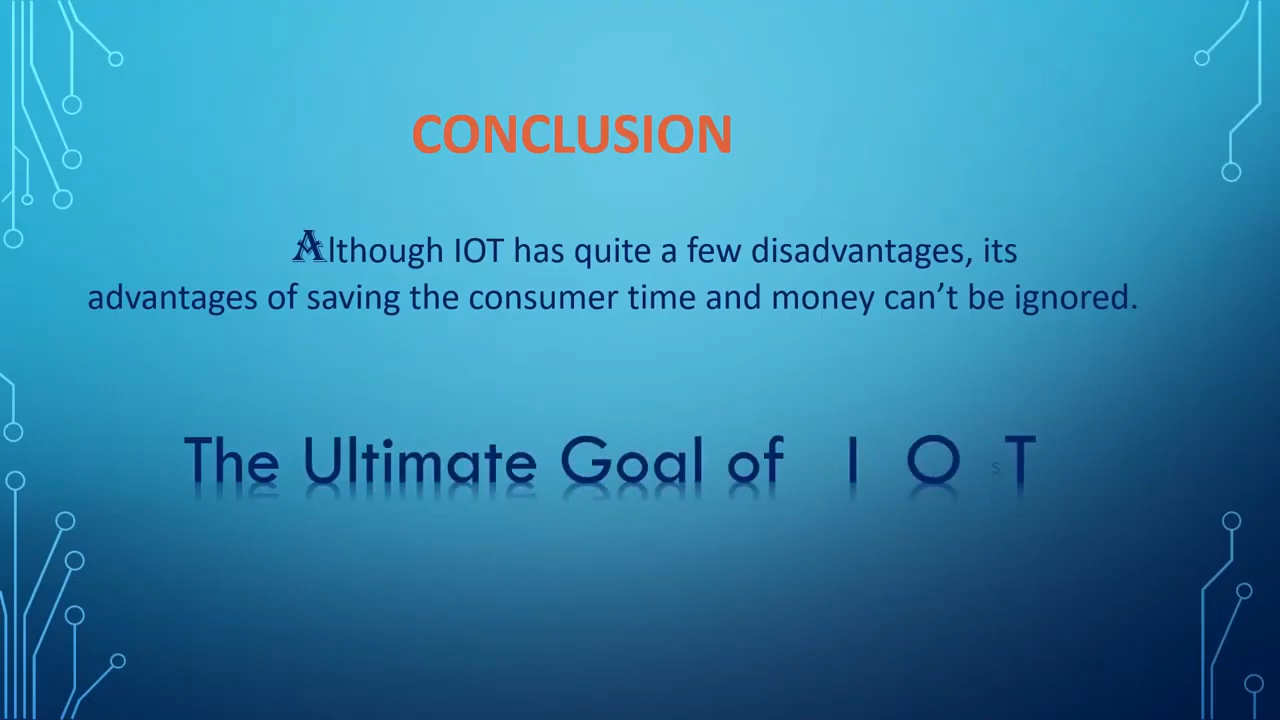 CONCLUSION
Although IOT has quite a few disadvantages, its
advantages of saving the consumer time and money can’t be ignored.
The Ultimate Goal of I O s T